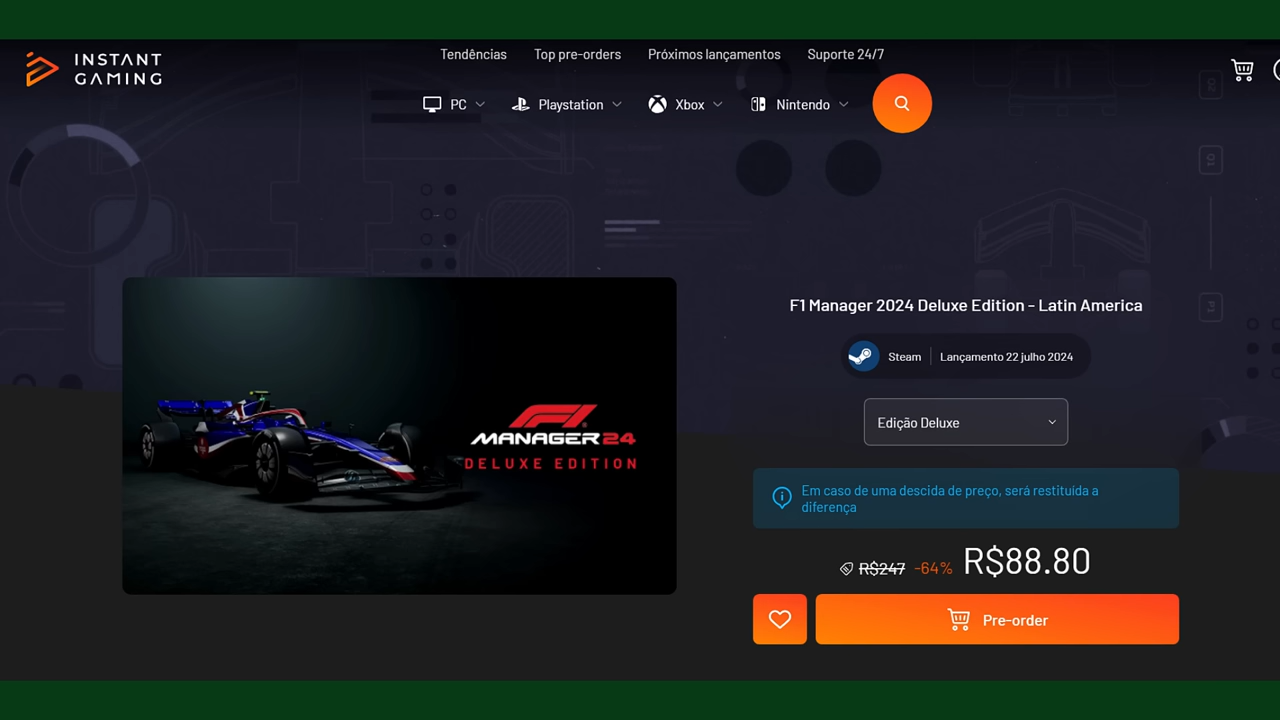 INSTANT
GAMING
Tendências
Top pre-orders
Próximos lançamentos
Suporte 24/7
PC
Playstation
Xbox
Nintendo
F1
MANAGER 24
DELUXE EDITION
F1 Manager 2024 Deluxe Edition - Latin America
Steam
Lançamento 22 julho 2024
Edição Deluxe
Em caso de uma descida de preço, será restituída a
diferença
R$247 -64% R$88.80
Pre-order